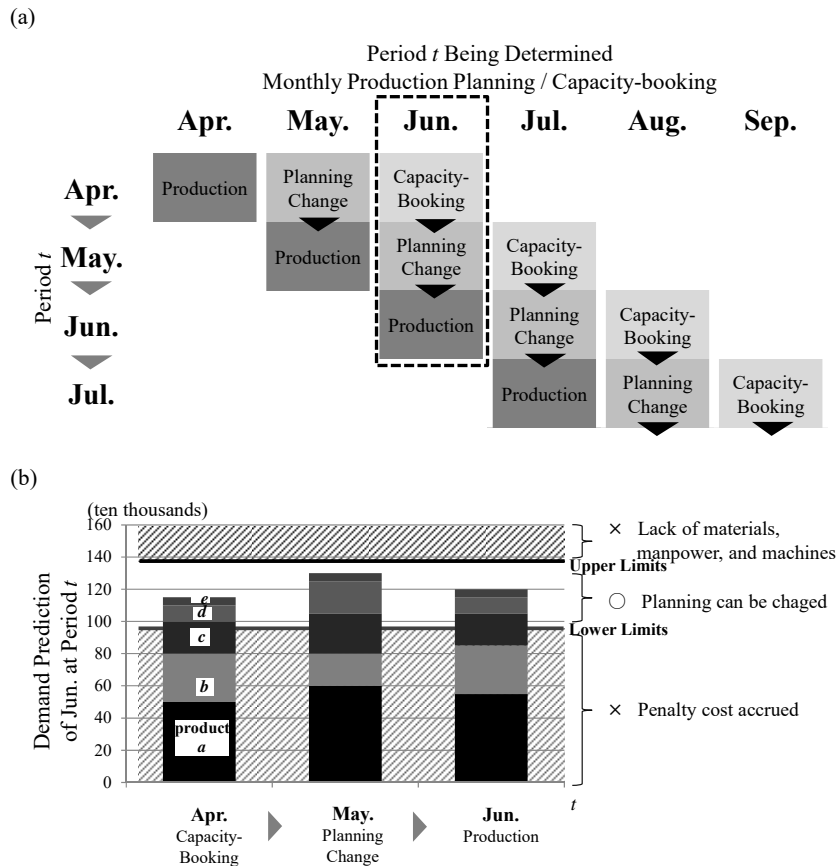 (a)
Period t Being Determined
Monthly Production Planning / Capacity-booking
Apr. May. Jun. Jul. Aug. Sep.
Period t
Apr.
May.
Jun.
Jul.
Production
Planning
Change
Capacity-
Booking
Production
Planning
Change
Capacity-
Booking
Production
Planning
Change
Capacity-
Booking
Production
Planning
Change
Capacity-
Booking
(b)
(ten thousands)
Demand Prediction
of Jun. at Period t
160
140
120
100
80
60
40
20
0
e
d
c
b
product
a
× Lack of materials,
manpower, and machines
Upper Limits
○ Planning can be chaged
Lower Limits
× Penalty cost accrued
t
Apr.
Capacity-
Booking
May.
Planning
Change
Jun.
Production